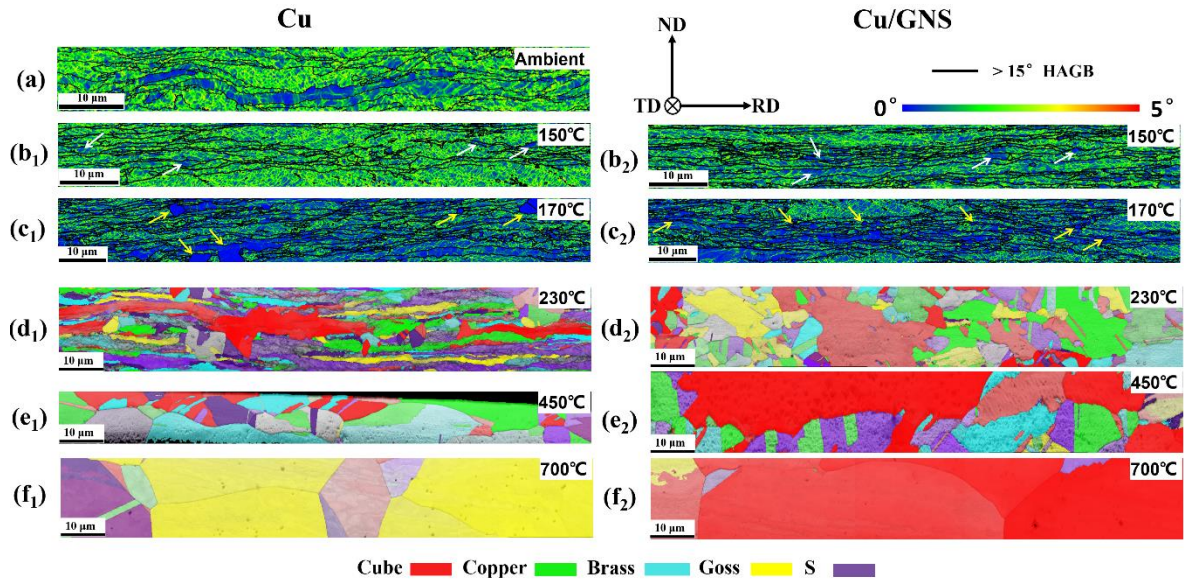 Cu
Cu/GNS
(a)
Ambient
10 μm
ND
TD
RD
> 15° HAGB
0°
5°
(b1)
150℃
10 μm
(b2)
150℃
10 μm
(c1)
170℃
10 μm
(c2)
170℃
10 μm
(d1)
230℃
10 μm
(d2)
230℃
10 μm
(e1)
450℃
10 μm
(e2)
450℃
10 μm
(f1)
700℃
10 μm
(f2)
700℃
10 μm
Cube Copper Brass Goss S